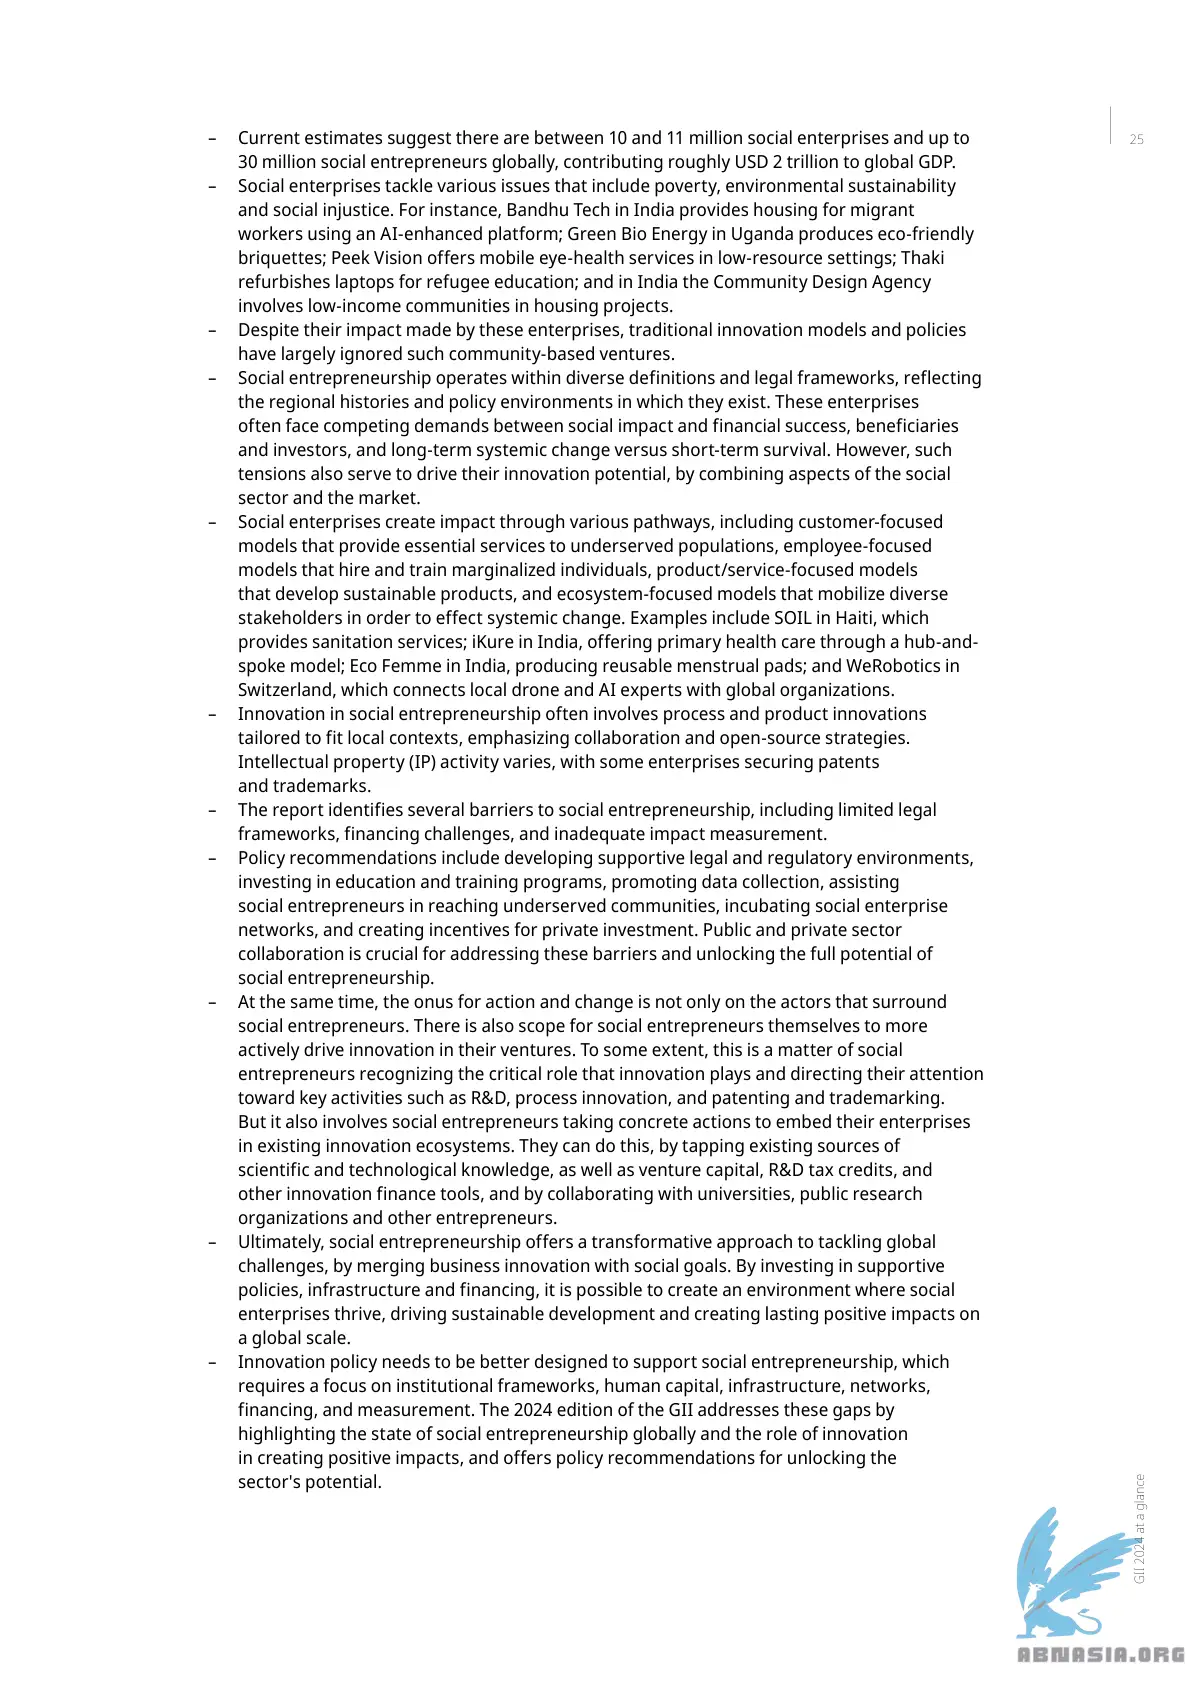 25
– Current estimates suggest there are between 10 and 11 million social enterprises and up to
30 million social entrepreneurs globally, contributing roughly USD 2 trillion to global GDP.
– Social enterprises tackle various issues that include poverty, environmental sustainability
and social injustice. For instance, Bandhu Tech in India provides housing for migrant
workers using an AI-enhanced platform; Green Bio Energy in Uganda produces eco-friendly
briquettes; Peek Vision offers mobile eye-health services in low-resource settings; Thaki
refurbishes laptops for refugee education; and in India the Community Design Agency
involves low-income communities in housing projects.
– Despite their impact made by these enterprises, traditional innovation models and policies
have largely ignored such community-based ventures.
– Social entrepreneurship operates within diverse definitions and legal frameworks, reflecting
the regional histories and policy environments in which they exist. These enterprises
often face competing demands between social impact and financial success, beneficiaries
and investors, and long-term systemic change versus short-term survival. However, such
tensions also serve to drive their innovation potential, by combining aspects of the social
sector and the market.
– Social enterprises create impact through various pathways, including customer-focused
models that provide essential services to underserved populations, employee-focused
models that hire and train marginalized individuals, product/service-focused models
that develop sustainable products, and ecosystem-focused models that mobilize diverse
stakeholders in order to effect systemic change. Examples include SOIL in Haiti, which
provides sanitation services; iKure in India, offering primary health care through a hub-and-
spoke model; Eco Femme in India, producing reusable menstrual pads; and WeRobotics in
Switzerland, which connects local drone and AI experts with global organizations.
– Innovation in social entrepreneurship often involves process and product innovations
tailored to fit local contexts, emphasizing collaboration and open-source strategies.
Intellectual property (IP) activity varies, with some enterprises securing patents
and trademarks.
– The report identifies several barriers to social entrepreneurship, including limited legal
frameworks, financing challenges, and inadequate impact measurement.
– Policy recommendations include developing supportive legal and regulatory environments,
investing in education and training programs, promoting data collection, assisting
social entrepreneurs in reaching underserved communities, incubating social enterprise
networks, and creating incentives for private investment. Public and private sector
collaboration is crucial for addressing these barriers and unlocking the full potential of
social entrepreneurship.
– At the same time, the onus for action and change is not only on the actors that surround
social entrepreneurs. There is also scope for social entrepreneurs themselves to more
actively drive innovation in their ventures. To some extent, this is a matter of social
entrepreneurs recognizing the critical role that innovation plays and directing their attention
toward key activities such as R&D, process innovation, and patenting and trademarking.
But it also involves social entrepreneurs taking concrete actions to embed their enterprises
in existing innovation ecosystems. They can do this, by tapping existing sources of
scientific and technological knowledge, as well as venture capital, R&D tax credits, and
other innovation finance tools, and by collaborating with universities, public research
organizations and other entrepreneurs.
– Ultimately, social entrepreneurship offers a transformative approach to tackling global
challenges, by merging business innovation with social goals. By investing in supportive
policies, infrastructure and financing, it is possible to create an environment where social
enterprises thrive, driving sustainable development and creating lasting positive impacts on
a global scale.
– Innovation policy needs to be better designed to support social entrepreneurship, which
requires a focus on institutional frameworks, human capital, infrastructure, networks,
financing, and measurement. The 2024 edition of the GII addresses these gaps by
highlighting the state of social entrepreneurship globally and the role of innovation
in creating positive impacts, and offers policy recommendations for unlocking the
sector's potential.
GII 2024 at a glance
ABNASIA.ORG